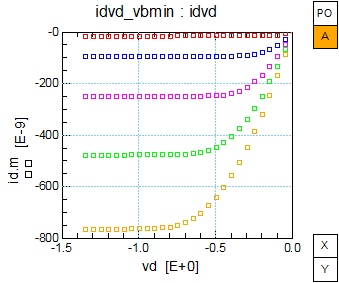 idvd_vbmin : idvd
PO
A
-0
-200
-400
-600
-800
id.m [E-9]
-1.5
-1.0
-0.5
0.0
vd [E+0]
X
Y